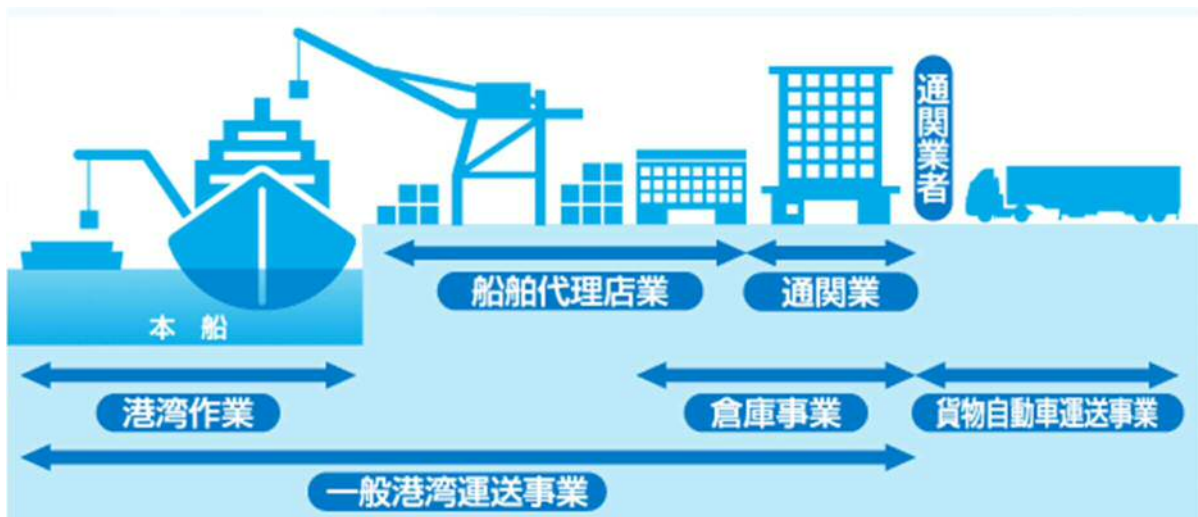 通関業者
船舶代理店業
通関業
本 船
港湾作業
倉庫事業
貨物自動車運送事業
一般港湾運送事業